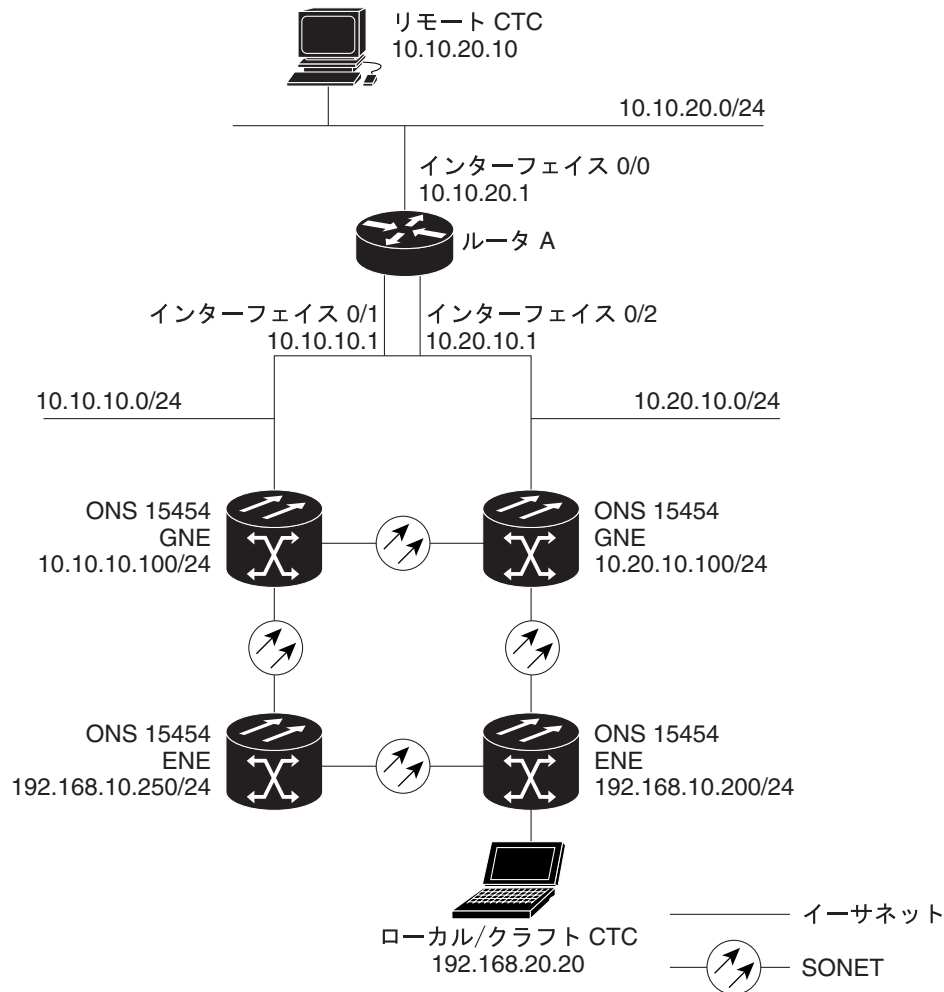 リモート CTC
10.10.20.10
10.10.20.0/24
インターフェイス 0/0
10.10.20.1
ルータ A
インターフェイス 0/1
10.10.10.1
インターフェイス 0/2
10.20.10.1
10.10.10.0/24
10.20.10.0/24
ONS 15454
GNE
10.10.10.100/24
ONS 15454
GNE
10.20.10.100/24
ONS 15454
ENE
192.168.10.250/24
ONS 15454
ENE
192.168.10.200/24
ローカル/クラフト CTC
192.168.20.20
イーサネット
SONET